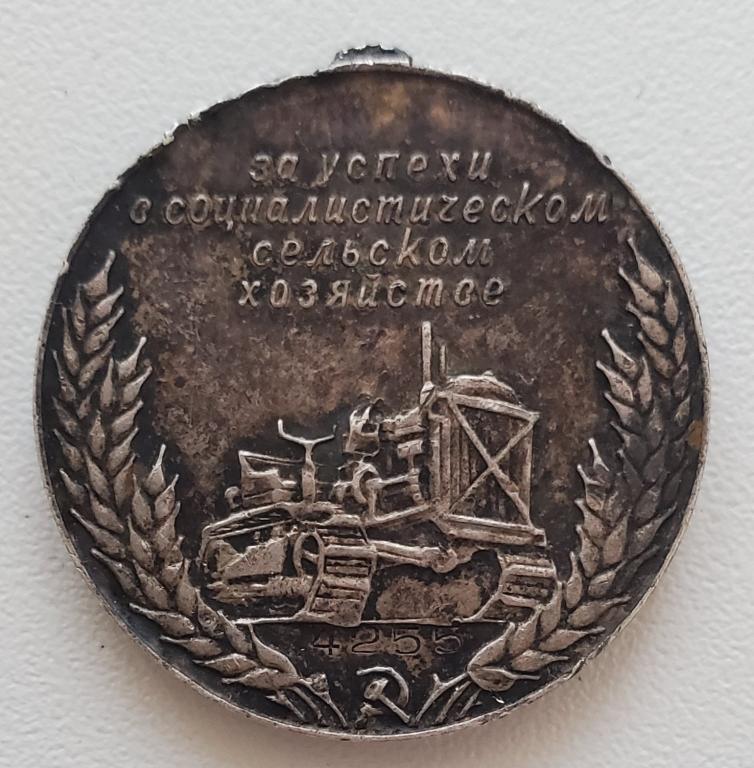 за успехи
в социалистическом
сельском
хозяйстве
4255